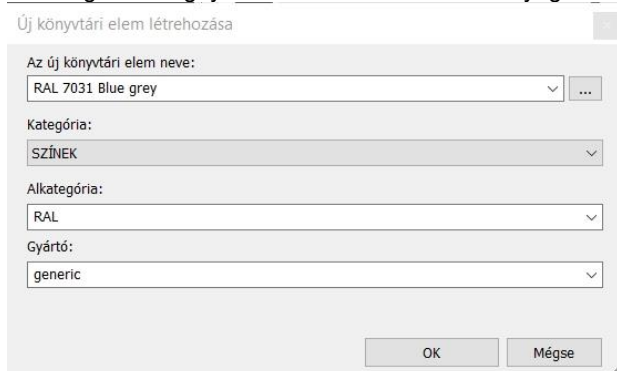 Új könyvtári elem létrehozása
Az új könyvtári elem neve:
RAL 7031 Blue grey
...
Kategória:
SZÍNEK
Alkategória:
RAL
Gyártó:
generic
OK
Mégse